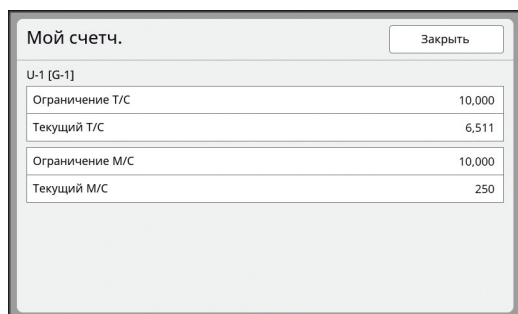 Мой счетч.
Закрыть
U-1 [G-1]
Ограничение T/C 10,000
Текущий T/C 6,511
Ограничение M/C 10,000
Текущий M/C 250